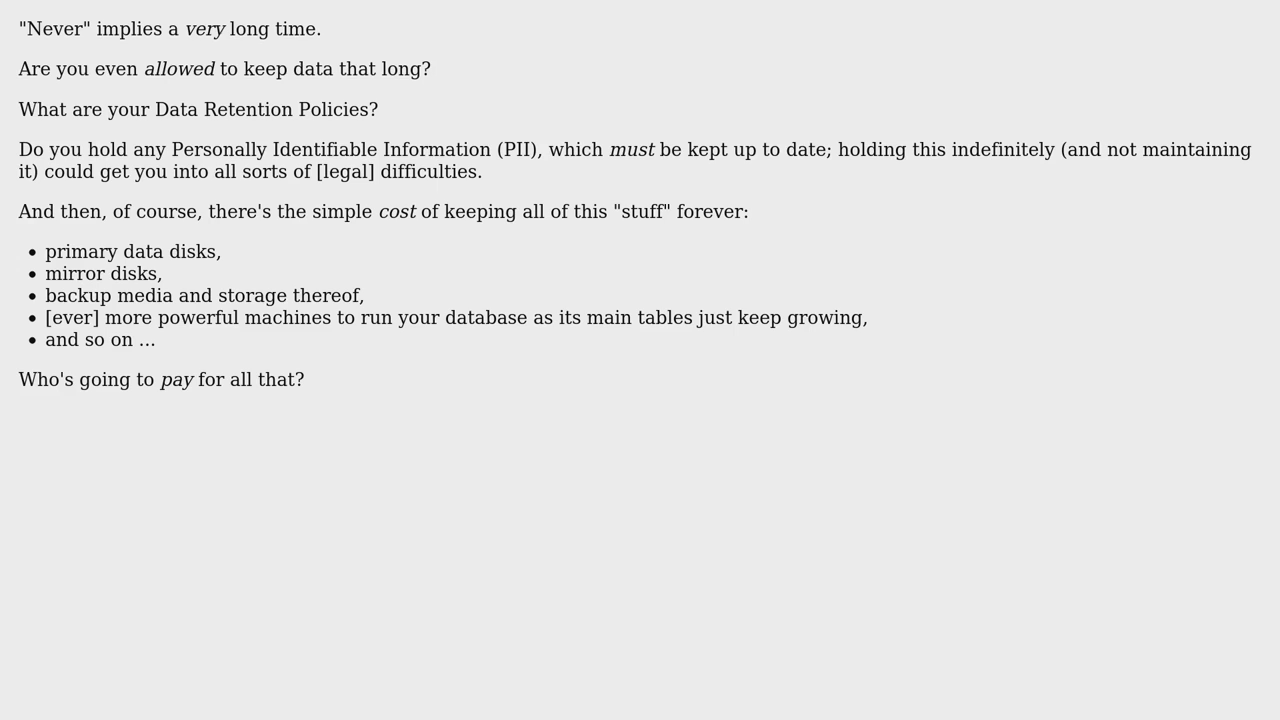 "Never" implies a very long time.
Are you even allowed to keep data that long?
What are your Data Retention Policies?
Do you hold any Personally Identifiable Information (PII), which must be kept up to date; holding this indefinitely (and not maintaining
it) could get you into all sorts of [legal] difficulties.
And then, of course, there's the simple cost of keeping all of this "stuff" forever:
• primary data disks,
• mirror disks,
• backup media and storage thereof,
• [ever] more powerful machines to run your database as its main tables just keep growing,
• and so on ...
Who's going to pay for all that?